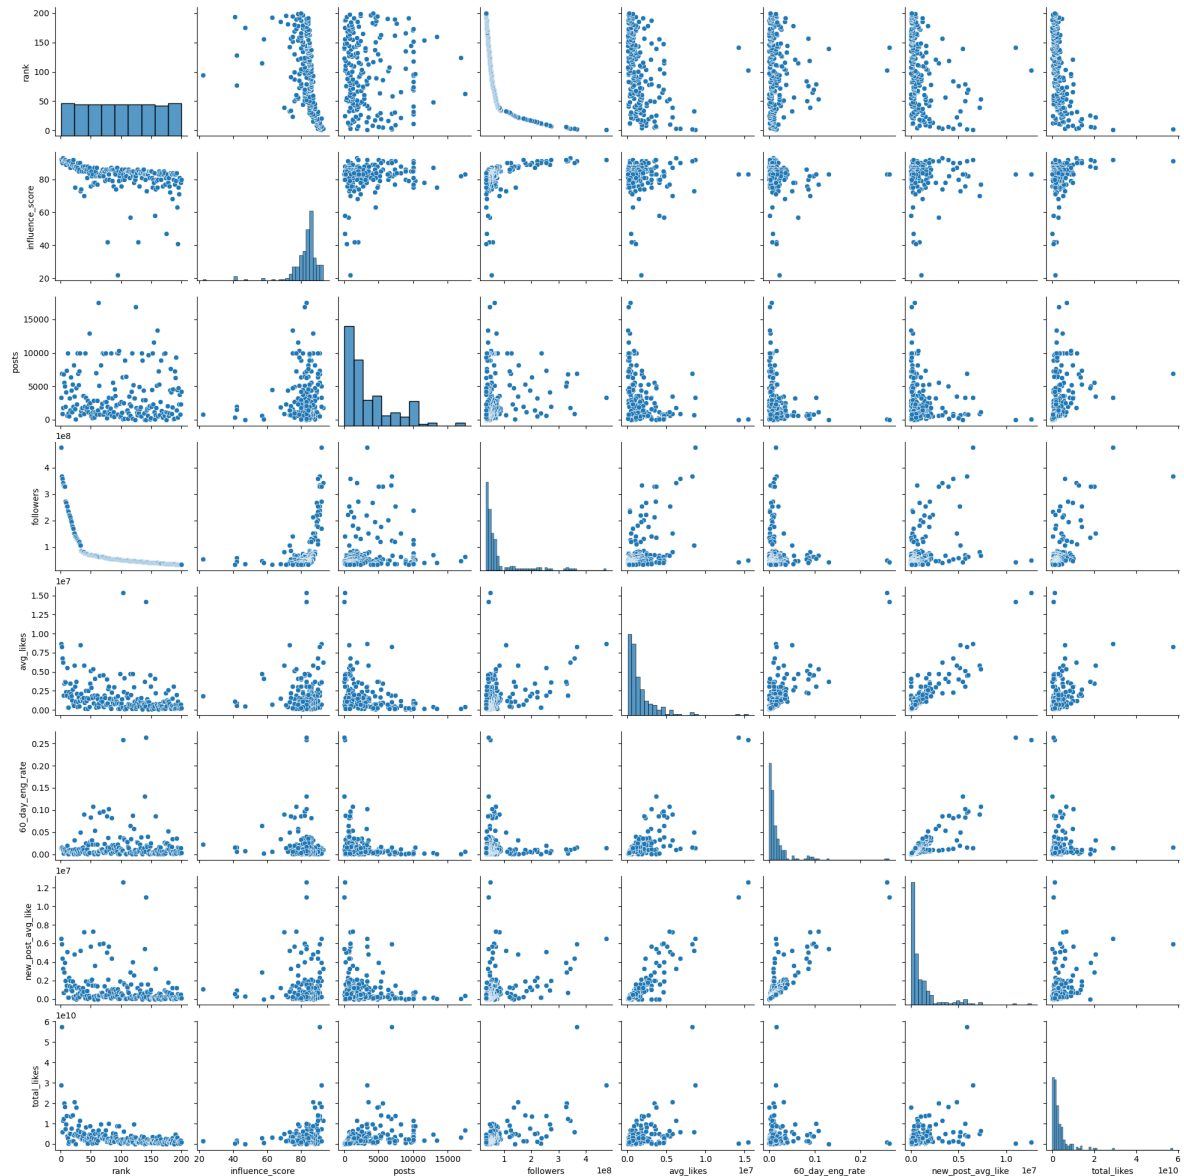 200
150
100
50
0
rank
80
60
40
20
influence_score
15000
10000
5000
0
posts
1e8
4
3
2
1
followers
1e7
1.50
1.25
1.00
0.75
0.50
0.25
0.00
avg_likes
0.25
0.20
0.15
0.10
0.05
0.00
60_day_eng_rate
1e7
1.2
1.0
0.8
0.6
0.4
0.2
0.0
new_post_avg_like
1e10
6
5
4
3
2
1
0
total_likes
0 50 100 150 200
rank
20 40 60 80
influence_score
0 5000 10000 15000
posts
1 2 3 4
followers 1e8
0.0 0.5 1.0 1.5
avg_likes 1e7
0.0 0.1 0.2
60_day_eng_rate
0.0 0.5 1.0
new_post_avg_like 1e7
0 2 4 6
total_likes 1e10